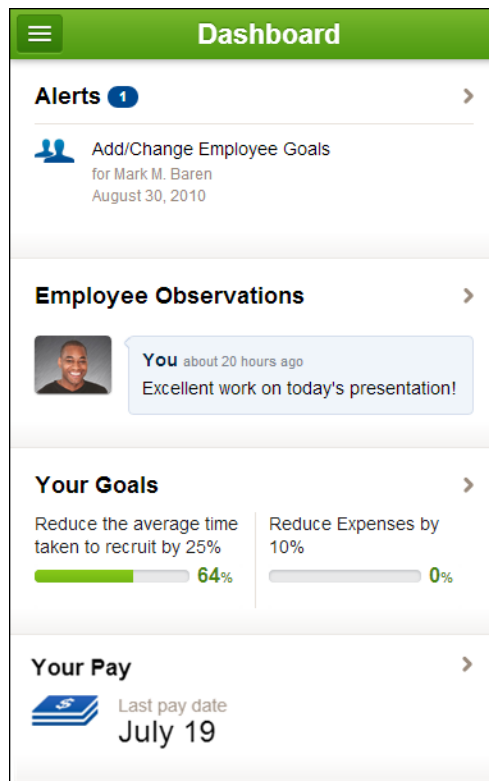 Dashboard
Alerts 1
Add/Change Employee Goals
for Mark M. Baren
August 30, 2010
Employee Observations
You about 20 hours ago
Excellent work on today's presentation!
Your Goals
Reduce the average time
taken to recruit by 25%
64%
Reduce Expenses by
10%
0%
Your Pay
$
Last pay date
July 19